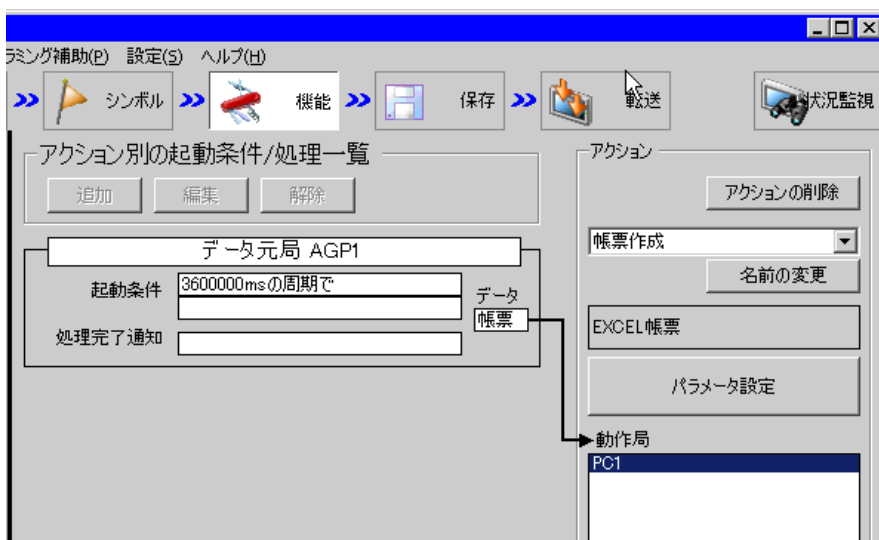 ラミング補助(P) 設定(S) ヘルプ(H)
シンボル 機能 保存 転送 状況監視
アクション別の起動条件/処理一覧
追加 編集 解除
データ元局 AGP1
起動条件
3600000msの周期で
データ
帳票
処理完了通知
アクション
アクションの削除
帳票作成
名前の変更
EXCEL帳票
パラメータ設定
動作局
PC1